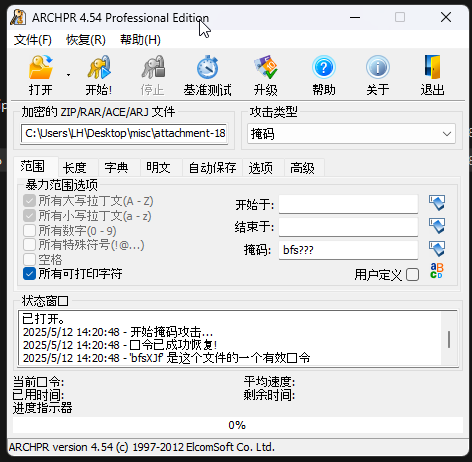 ARCHPR 4.54 Professional Edition
文件(F) 恢复(R) 帮助(H)
打开 开始! 停止 基准测试 升级 帮助 关于 退出
加密的 ZIP/RAR/ACE/ARJ 文件 攻击类型
C:\Users\LH\Desktop\misc\attachment-18 掩码
范围 长度 字典 明文 自动保存 选项 高级
暴力范围选项
所有大写拉丁文(A - Z) 开始于:
所有小写拉丁文(a - z)
所有数字(0 - 9) 结束于:
所有特殊符号(!@...)
空格 掩码: bfs???
所有可打印字符 用户定义
状态窗口
已打开。
2025/5/12 14:20:48 - 开始掩码攻击...
2025/5/12 14:20:48 - 口令已成功恢复!
2025/5/12 14:20:48 - 'bfsXJf' 是这个文件的一个有效口令
当前口令: 平均速度:
已用时间: 剩余时间:
进度指示器
0%
ARCHPR version 4.54 (c) 1997-2012 ElcomSoft Co. Ltd.